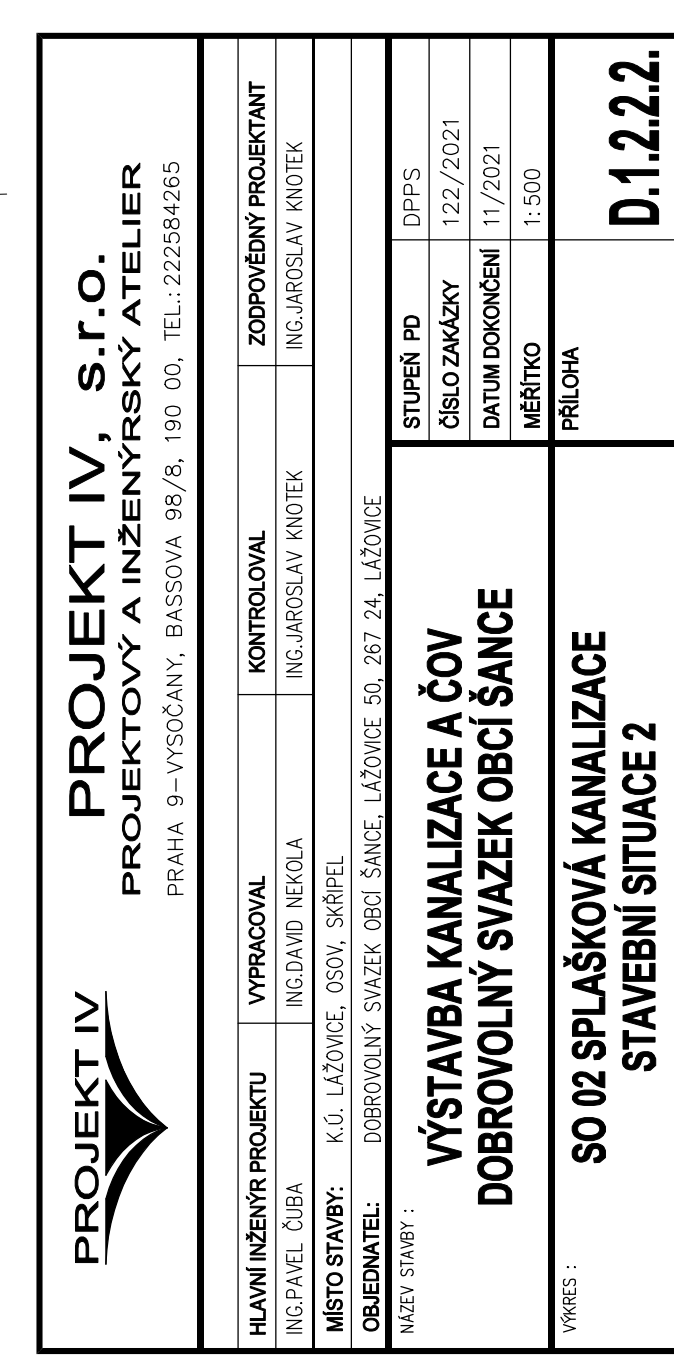 PROJEKT IV
PROJEKT IV, s.r.o.
PROJEKTOVÝ A INŽENÝRSKÝ ATELIER
PRAHA 9–VYSOČANY, BASSOVA 98/8, 190 00, TEL.: 222584265
HLAVNÍ INŽENÝR PROJEKTU VYPRACOVAL KONTROLOVAL ZODPOVĚDNÝ PROJEKTANT
ING.PAVEL ČUBA ING.DAVID NEKOLA ING.JAROSLAV KNOTEK ING.JAROSLAV KNOTEK
MÍSTO STAVBY: K.Ú. LÁŽOVICE, OSOV, SKŘIPEL
OBJEDNATEL: DOBROVOLNÝ SVAZEK OBCÍ ŠANCE, LÁŽOVICE 50, 267 24, LÁŽOVICE
NÁZEV STAVBY :
VÝSTAVBA KANALIZACE A ČOV
DOBROVOLNÝ SVAZEK OBCÍ ŠANCE
STUPEŇ PD DPPS
ČÍSLO ZAKÁZKY 122/2021
DATUM DOKONČENÍ 11/2021
MĚŘÍTKO 1:500
VÝKRES :
SO 02 SPLAŠKOVÁ KANALIZACE
STAVEBNÍ SITUACE 2
PŘÍLOHA
D.1.2.2.2.